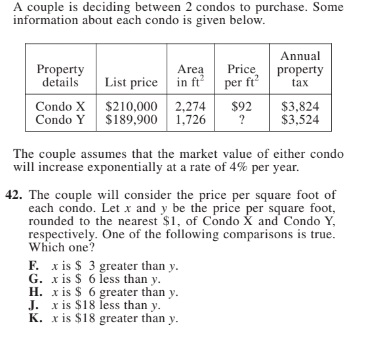 A couple is deciding between 2 condos to purchase. Some
information about each condo is given below.
Property details List price Area in ft² Price per ft² Annual property tax
Condo X $210,000 2,274 $92 $3,824
Condo Y $189,900 1,726 ? $3,524
The couple assumes that the market value of either condo
will increase exponentially at a rate of 4% per year.
42. The couple will consider the price per square foot of
each condo. Let x and y be the price per square foot,
rounded to the nearest $1, of Condo X and Condo Y,
respectively. One of the following comparisons is true.
Which one?
F. x is $ 3 greater than y.
G. x is $ 6 less than y.
H. x is $ 6 greater than y.
J. x is $18 less than y.
K. x is $18 greater than y.